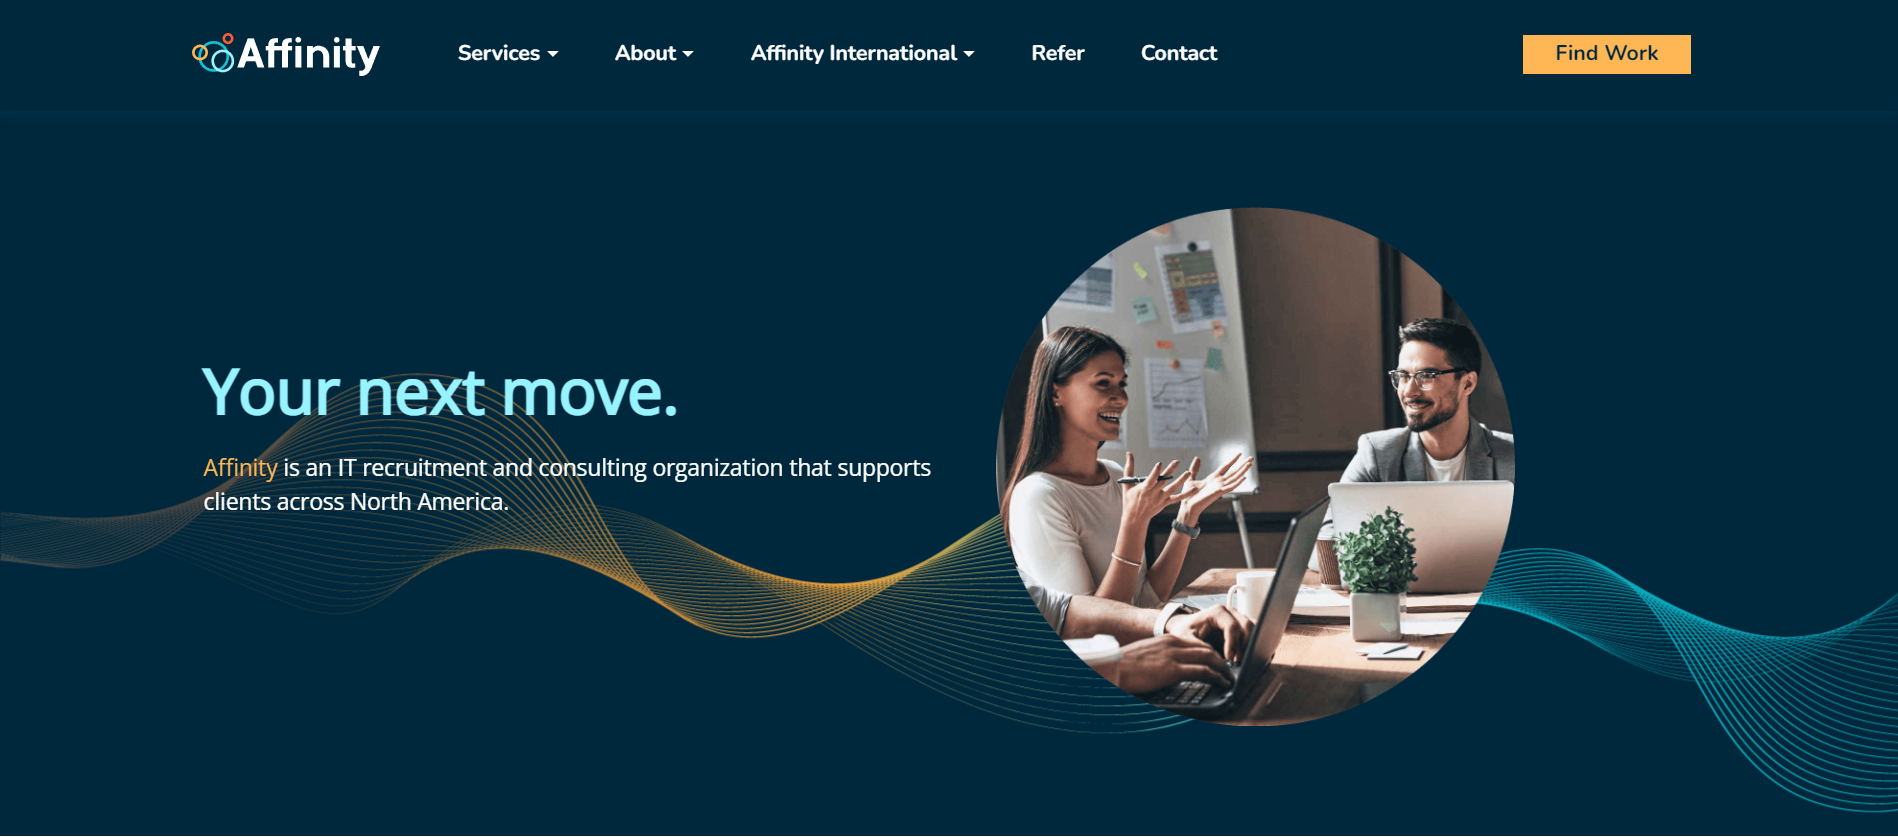 Affinity
Services
About
Affinity International
Refer
Contact
Find Work
Your next move.
Affinity is an IT recruitment and consulting organization that supports
clients across North America.